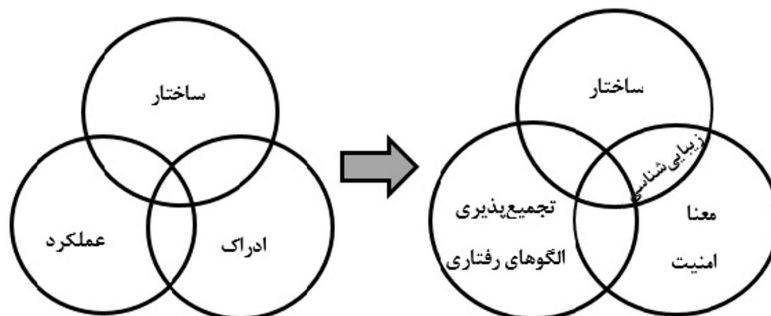 ساختار
ساختار
زیبایی‌شناسی
تجمیع‌پذیری
معنا
عملکرد
ادراک
الگوهای رفتاری
امنیت